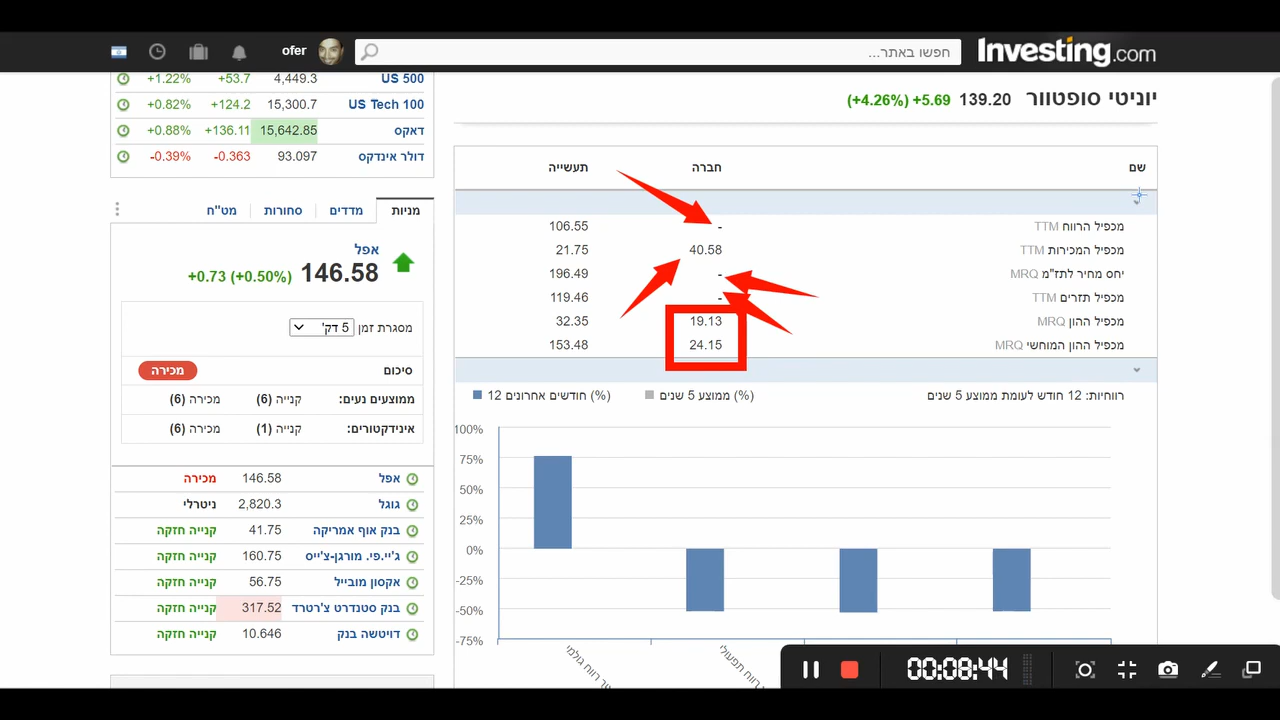 Investing.com
חפשו באתר...
ofer
יוניטי סופטוור 139.20 +5.69 (+4.26%)
שם חברה תעשייה
מכפיל הרווח TTM - 106.55
מכפיל המכירות TTM 40.58 21.75
יחס מחיר לתז"מ MRQ - 196.49
מכפיל תזרים TTM - 119.46
מכפיל ההון MRQ 19.13 32.35
מכפיל ההון המוחשי MRQ 24.15 153.48
רווחיות: 12 חודש לעומת ממוצע 5 שנים
(%) ממוצע 5 שנים
(%) חודשים אחרונים 12
100%
75%
50%
25%
0%
-25%
-50%
-75%
רווח גולמי
רווח תפעולי
US 500 4,449.3 +53.7 +1.22%
US Tech 100 15,300.7 +124.2 +0.82%
דאקס 15,642.85 +136.11 +0.88%
דולר אינדקס 93.097 -0.363 -0.39%
מניות מדדים סחורות מט"ח
אפל
146.58 +0.73 (+0.50%)
מסגרת זמן 5 דק'
סיכום מכירה
ממוצעים נעים: קנייה (6) מכירה (6)
אינידקטורים: קנייה (1) מכירה (6)
אפל 146.58 מכירה
גוגל 2,820.3 ניטרלי
בנק אוף אמריקה 41.75 קנייה חזקה
ג'יי.פי. מורגן-צ'ייס 160.75 קנייה חזקה
אקסון מובייל 56.75 קנייה חזקה
בנק סטנדרט צ'רטרד 317.52 קנייה חזקה
דויטשה בנק 10.646 קנייה חזקה
00:08:44